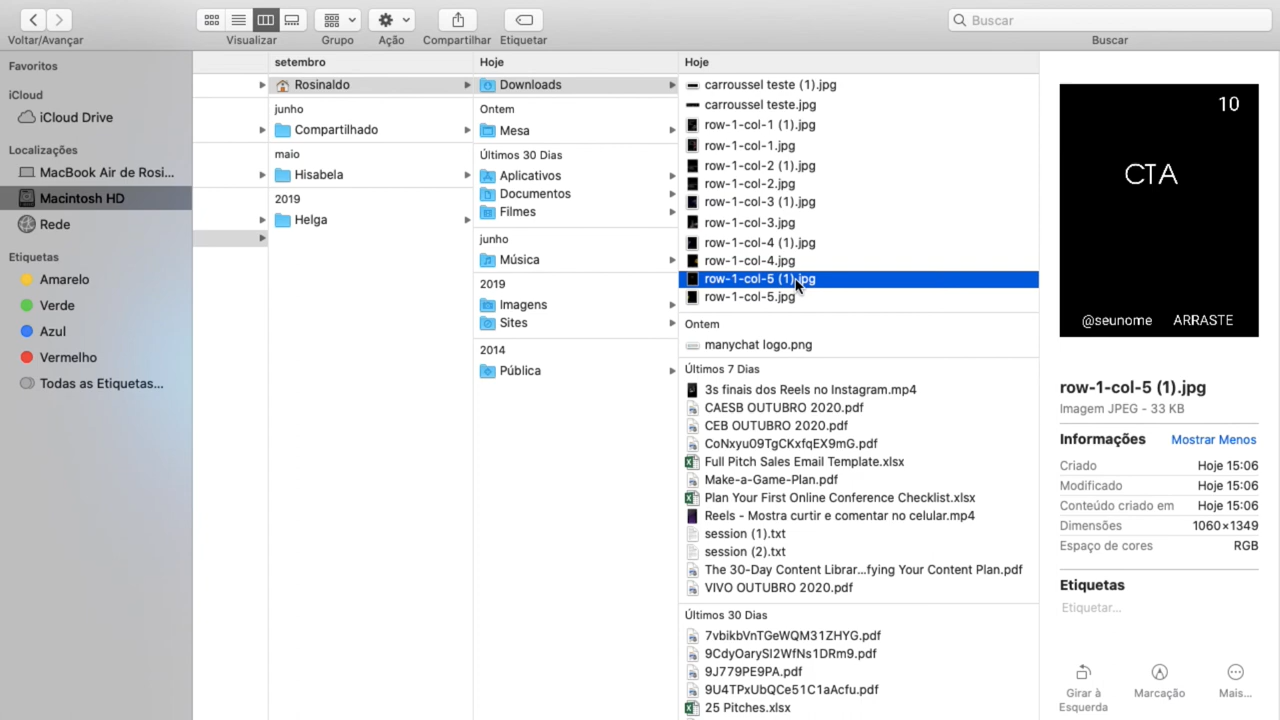 Voltar/Avançar
Visualizar
Grupo
Ação
Compartilhar
Etiquetar
Buscar
Buscar
Favoritos
iCloud
iCloud Drive
Localizações
MacBook Air de Rosi...
Macintosh HD
Rede
Etiquetas
Amarelo
Verde
Azul
Vermelho
Todas as Etiquetas...
setembro
Rosinaldo
junho
Compartilhado
maio
Hisabela
2019
Helga
Hoje
Downloads
Ontem
Mesa
Últimos 30 Dias
Aplicativos
Documentos
Filmes
junho
Música
2019
Imagens
Sites
2014
Pública
Hoje
carroussel teste (1).jpg
carroussel teste.jpg
row-1-col-1 (1).jpg
row-1-col-1.jpg
row-1-col-2 (1).jpg
row-1-col-2.jpg
row-1-col-3 (1).jpg
row-1-col-3.jpg
row-1-col-4 (1).jpg
row-1-col-4.jpg
row-1-col-5 (1).jpg
row-1-col-5.jpg
Ontem
manychat logo.png
Últimos 7 Dias
3s finais dos Reels no Instagram.mp4
CAESB OUTUBRO 2020.pdf
CEB OUTUBRO 2020.pdf
CoNxyu09TgCKxfqEX9mG.pdf
Full Pitch Sales Email Template.xlsx
Make-a-Game-Plan.pdf
Plan Your First Online Conference Checklist.xlsx
Reels - Mostra curtir e comentar no celular.mp4
session (1).txt
session (2).txt
The 30-Day Content Librar...fying Your Content Plan.pdf
VIVO OUTUBRO 2020.pdf
Últimos 30 Dias
7vbikbVnTGeWQM31ZHYG.pdf
9CdyOarySI2WfNs1DRm9.pdf
9J779PE9PA.pdf
9U4TPxUbQCe51C1aAcfu.pdf
25 Pitches.xlsx
10
CTA
@seunome ARRASTE
row-1-col-5 (1).jpg
Imagem JPEG - 33 KB
Informações Mostrar Menos
Criado Hoje 15:06
Modificado Hoje 15:06
Conteúdo criado em Hoje 15:06
Dimensões 1060×1349
Espaço de cores RGB
Etiquetas
Etiquetar...
Girar à Esquerda
Marcação
Mais...